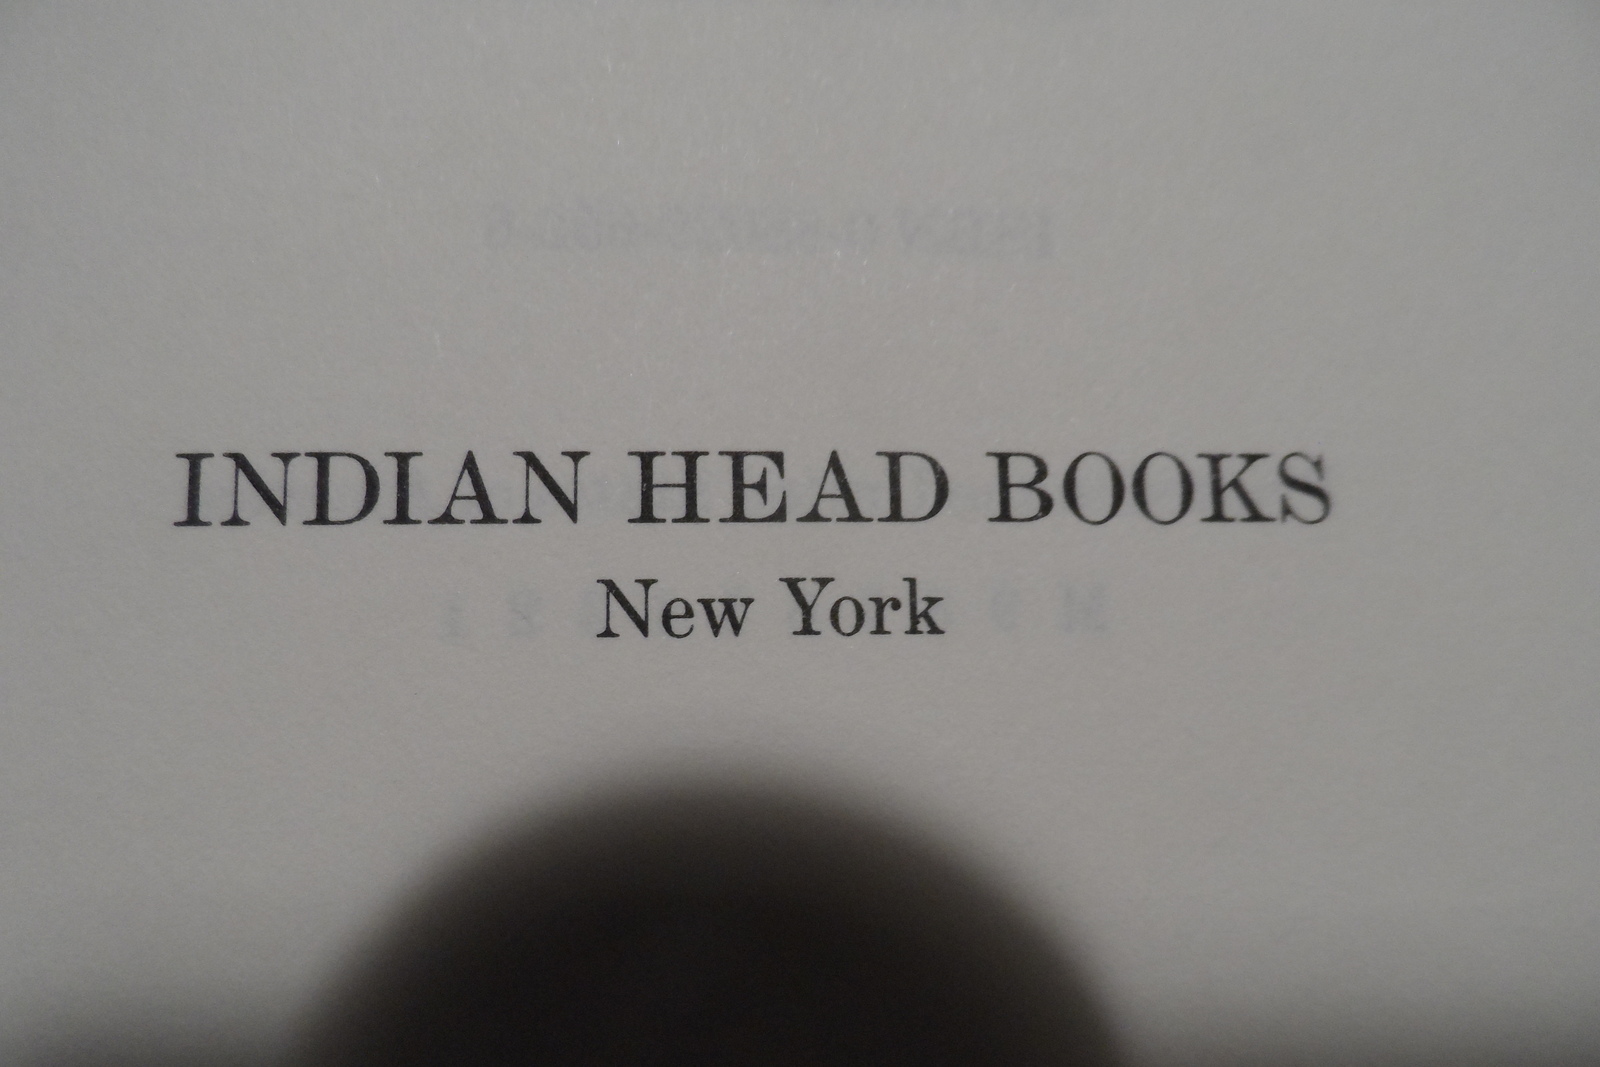 INDIAN HEAD BOOKS
New York